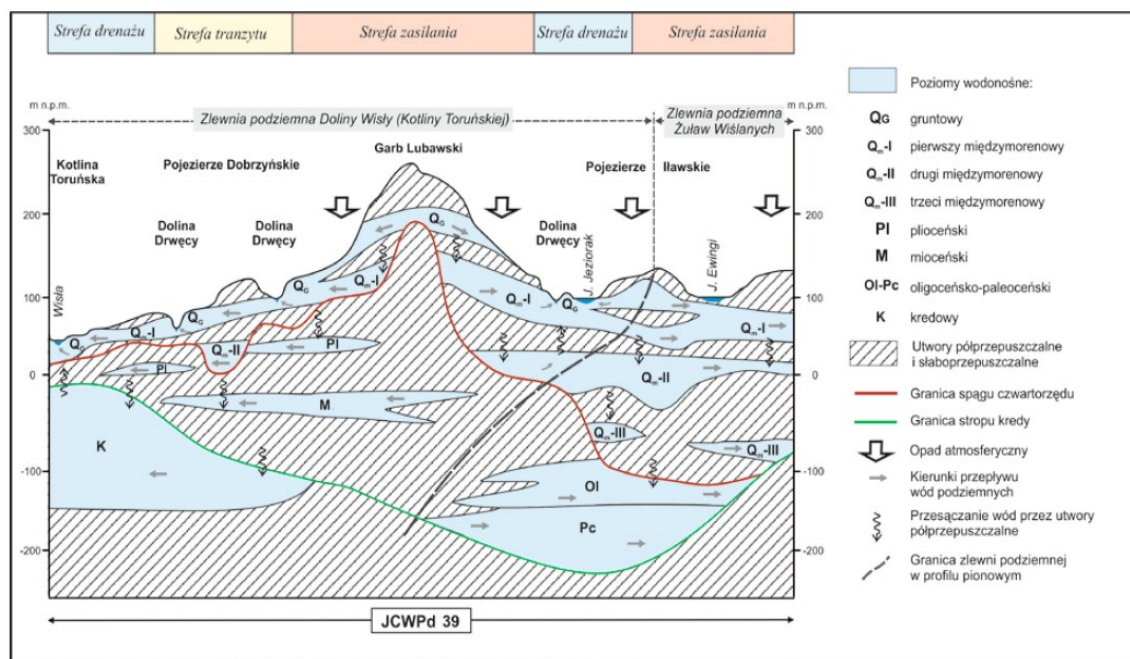 Strefa drenażu
Strefa tranzytu
Strefa zasilania
Strefa drenażu
Strefa zasilania
m n.p.m.
m n.p.m.
Zlewnia podziemna Doliny Wisły (Kotliny Toruńskiej)
Zlewnia podziemna
Żuław Wiślanych
300
300
200
200
100
100
0
0
-100
-100
-200
-200
Kotlina
Toruńska
Pojezierze Dobrzyńskie
Garb Lubawski
Pojezierze
Iławskie
Dolina
Drwęcy
Dolina
Drwęcy
Dolina
Drwęcy
Wisła
J. Jeziorak
J. Ewingi
QG
QG
QG
QG
QG
Qm-I
Qm-I
Qm-I
Qm-I
Qm-II
Qm-II
Qm-III
Qm-III
Pl
Pl
M
K
Ol
Pc
JCWPd 39
Poziomy wodonośne:
QG gruntowy
Qm-I pierwszy międzymorenowy
Qm-II drugi międzymorenowy
Qm-III trzeci międzymorenowy
Pl plioceński
M mioceński
Ol-Pc oligoceńsko-paleoceński
K kredowy
Utwory półprzepuszczalne
i słaboprzepuszczalne
Granica spągu czwartorzędu
Granica stropu kredy
Opad atmosferyczny
Kierunki przepływu
wód podziemnych
Przesączanie wód przez utwory
półprzepuszczalne
Granica zlewni podziemnej
w profilu pionowym